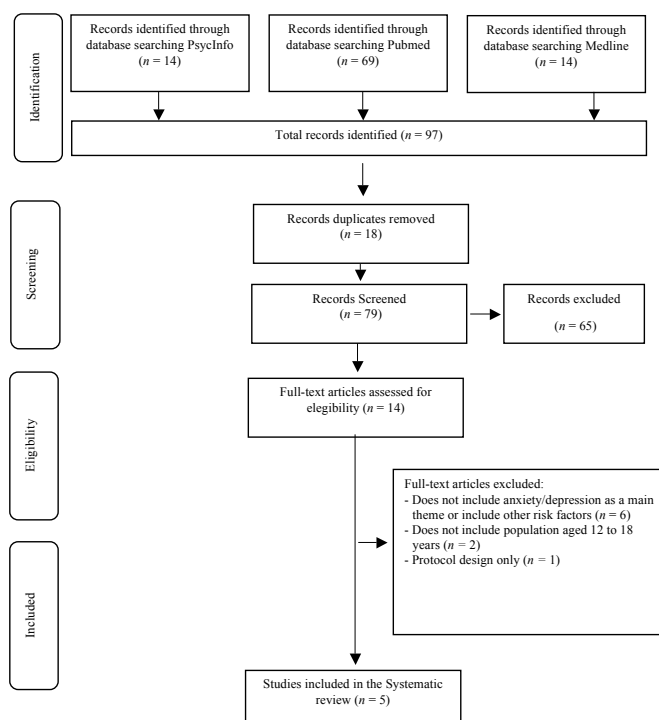 Identification
Records identified through
database searching PsycInfo
(n = 14)
Records identified through
database searching Pubmed
(n = 69)
Records identified through
database searching Medline
(n = 14)
Total records identified (n = 97)
Screening
Records duplicates removed
(n = 18)
Records Screened
(n = 79)
Records excluded
(n = 65)
Eligibility
Full-text articles assessed for
elegibility (n = 14)
Full-text articles excluded:
- Does not include anxiety/depression as a main
theme or include other risk factors (n = 6)
- Does not include population aged 12 to 18
years (n = 2)
- Protocol design only (n = 1)
Included
Studies included in the Systematic
review (n = 5)